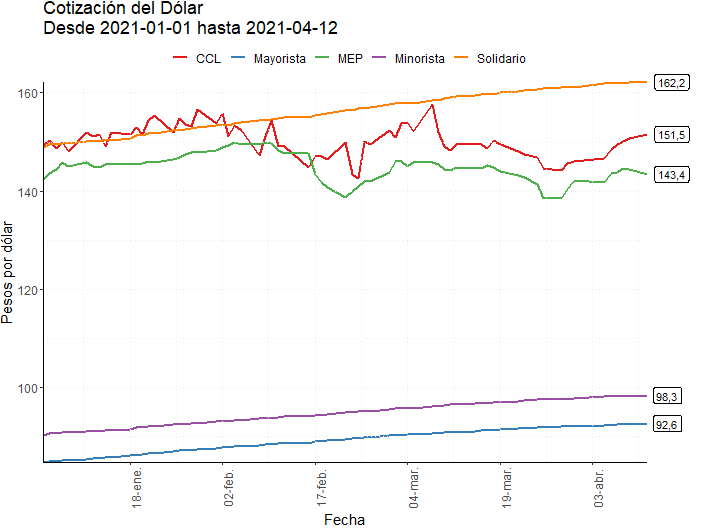 Cotización del Dólar
Desde 2021-01-01 hasta 2021-04-12
CCL Mayorista MEP Minorista Solidario
Pesos por dólar
160
140
120
100
162,2
151,5
143,4
98,3
92,6
18-ene.
02-feb.
17-feb.
04-mar.
19-mar.
03-abr.
Fecha